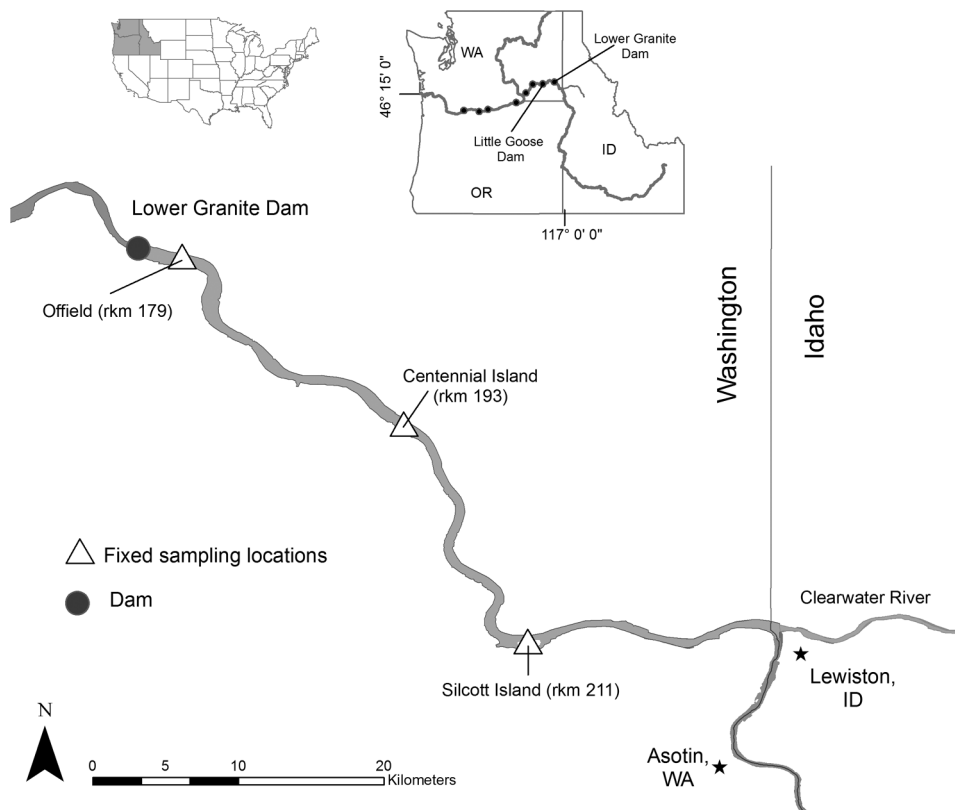 WA
Lower Granite
Dam
46° 15' 0"
Little Goose
Dam
ID
OR
117° 0' 0"
Lower Granite Dam
Offield (rkm 179)
Washington
Idaho
Centennial Island
(rkm 193)
Fixed sampling locations
Dam
Clearwater River
Silcott Island (rkm 211)
Lewiston,
ID
Asotin,
WA
N
0 5 10 20
Kilometers